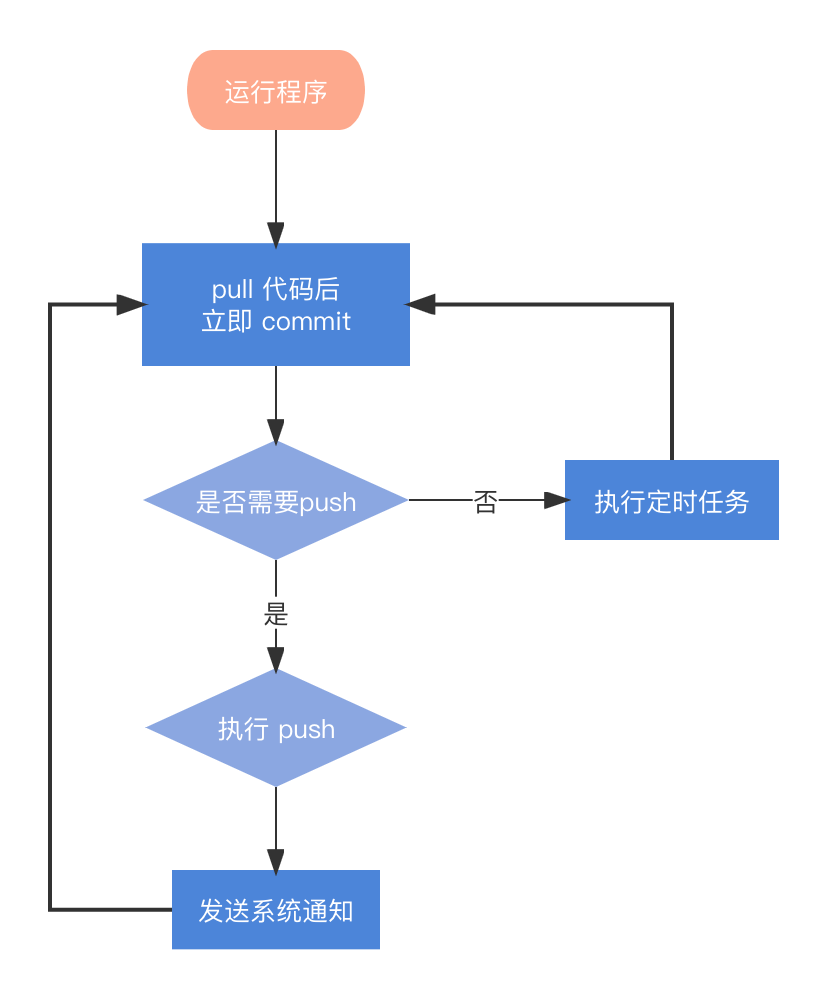 运行程序
pull 代码后
立即 commit
是否需要push
否
执行定时任务
是
执行 push
发送系统通知